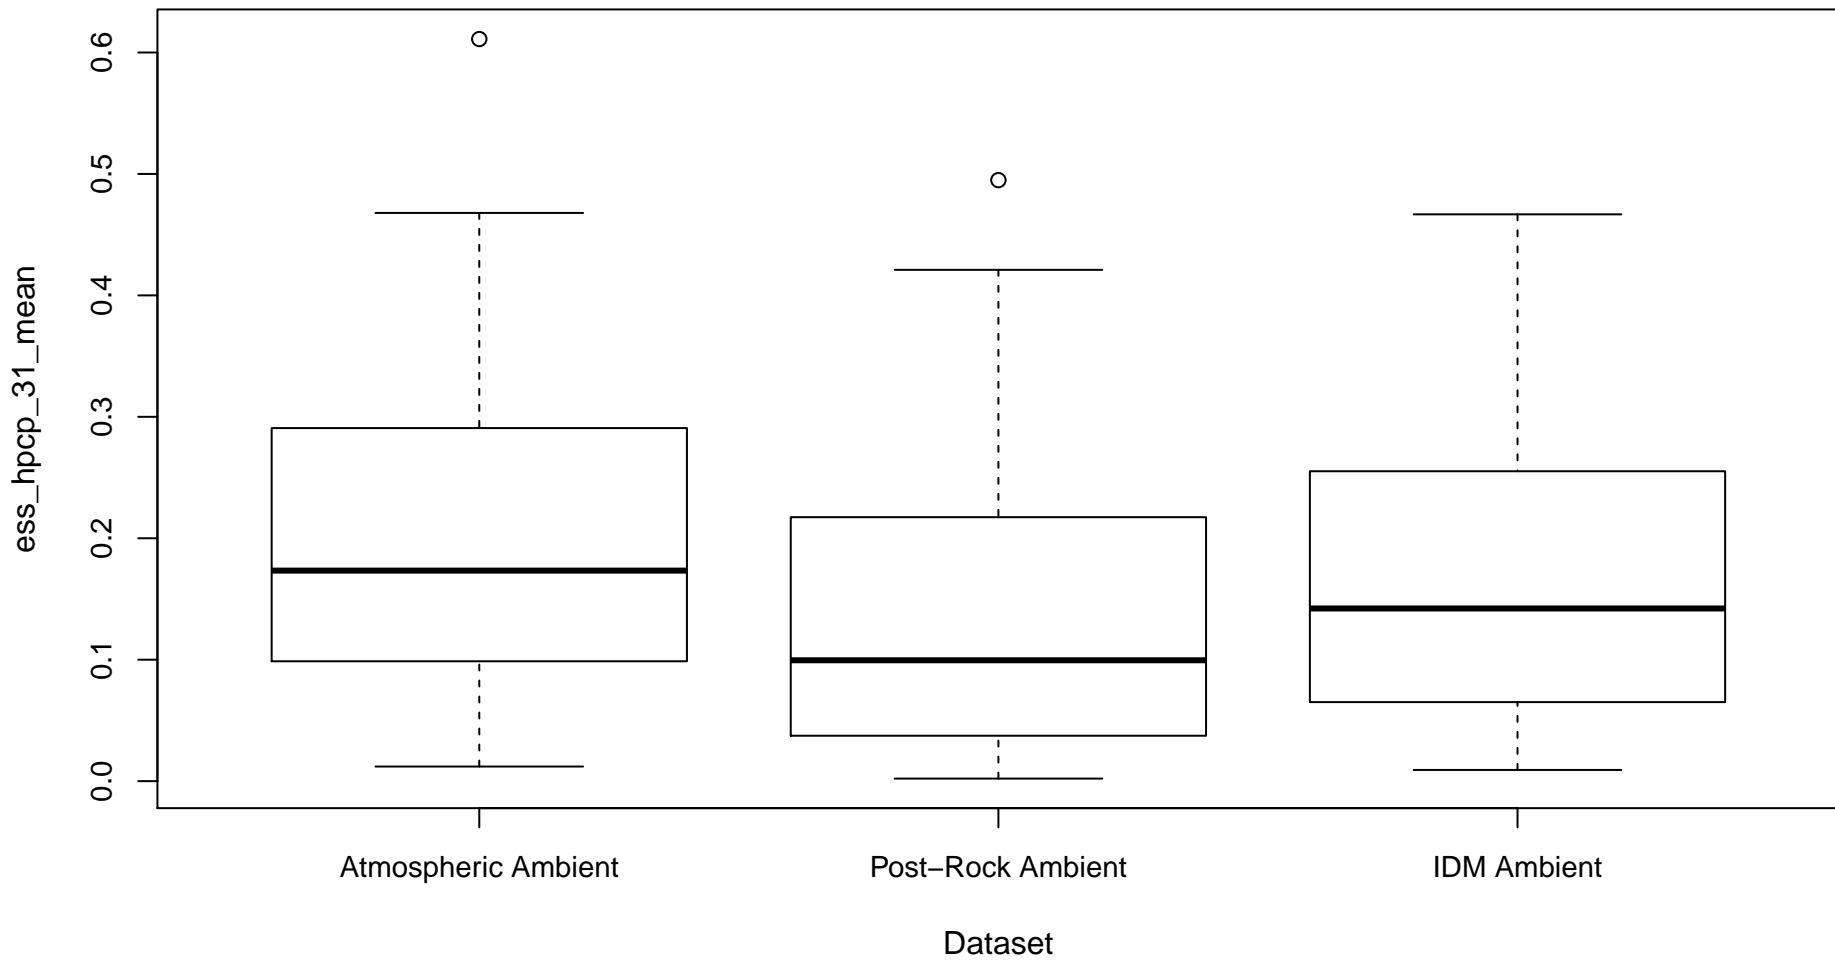 0.6
0.5
0.4
0.3
0.2
0.1
0.0
ess_hpcp_31_mean
Atmospheric Ambient
Post−Rock Ambient
IDM Ambient
Dataset